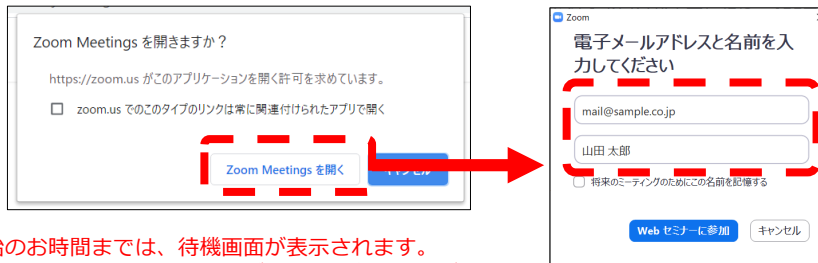 Zoom Meetings を開きますか？
https://zoom.us がこのアプリケーションを開く許可を求めています。
zoom.us でのこのタイプのリンクは常に関連付けられたアプリで開く
Zoom Meetings を開く
Zoom
電子メールアドレスと名前を入
力してください
mail@sample.co.jp
山田 太郎
将来のミーティングのためにこの名前を記憶する
Web セミナーに参加 キャンセル
のお時間までは、待機画面が表示されます。